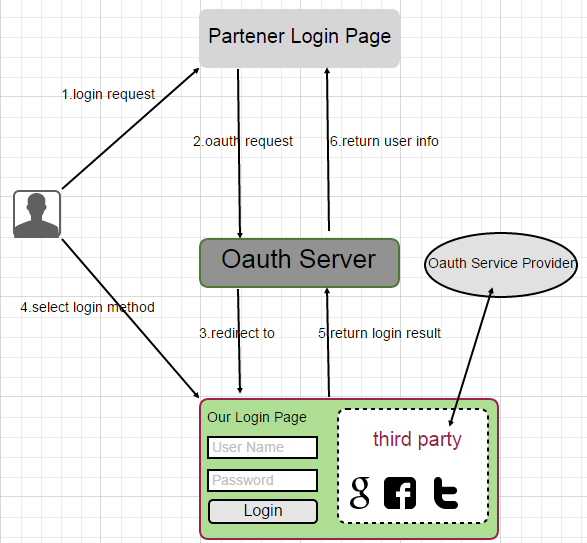 Partener Login Page
1.login request
2.oauth request
6.return user info
Oauth Server
Oauth Service Provider
4.select login method
3.redirect to
5.return login result
Our Login Page
User Name
Password
Login
third party